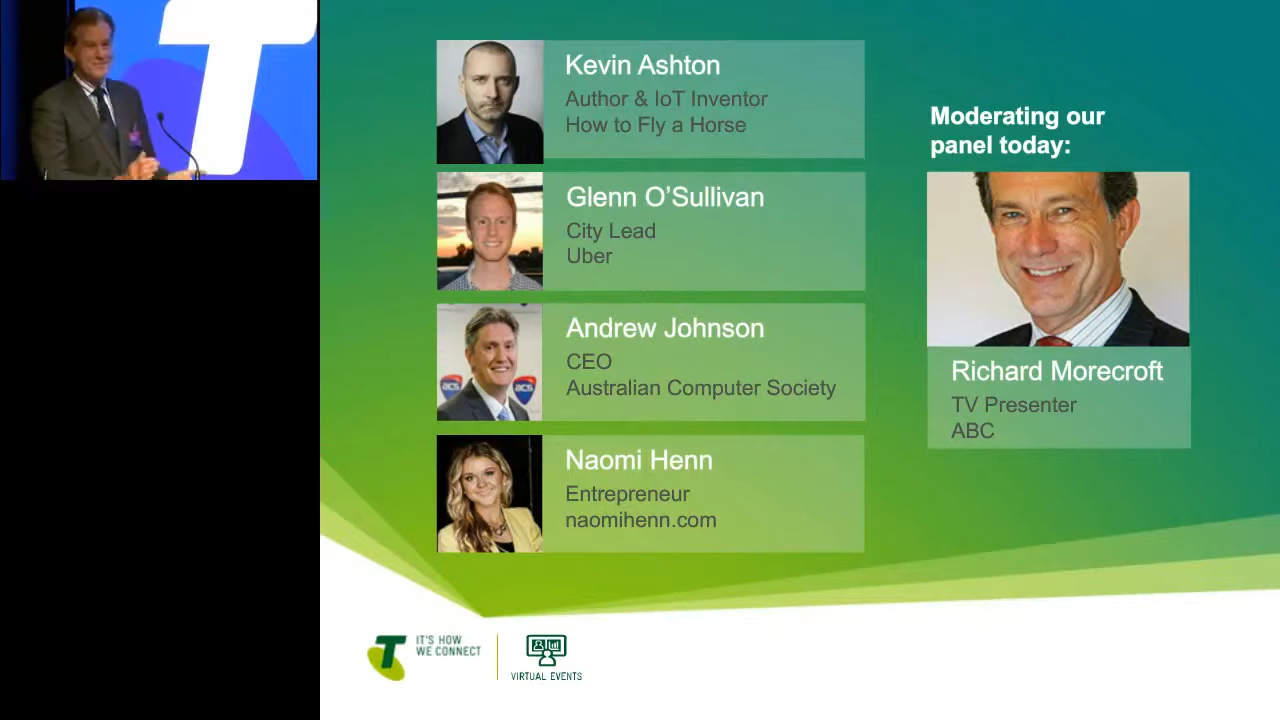 Kevin Ashton
Author & IoT Inventor
How to Fly a Horse
Glenn O'Sullivan
City Lead
Uber
Andrew Johnson
CEO
Australian Computer Society
acs
acs
Naomi Henn
Entrepreneur
naomihenn.com
Moderating our
panel today:
Richard Morecroft
TV Presenter
ABC
T
T
IT'S HOW
WE CONNECT
VIRTUAL EVENTS